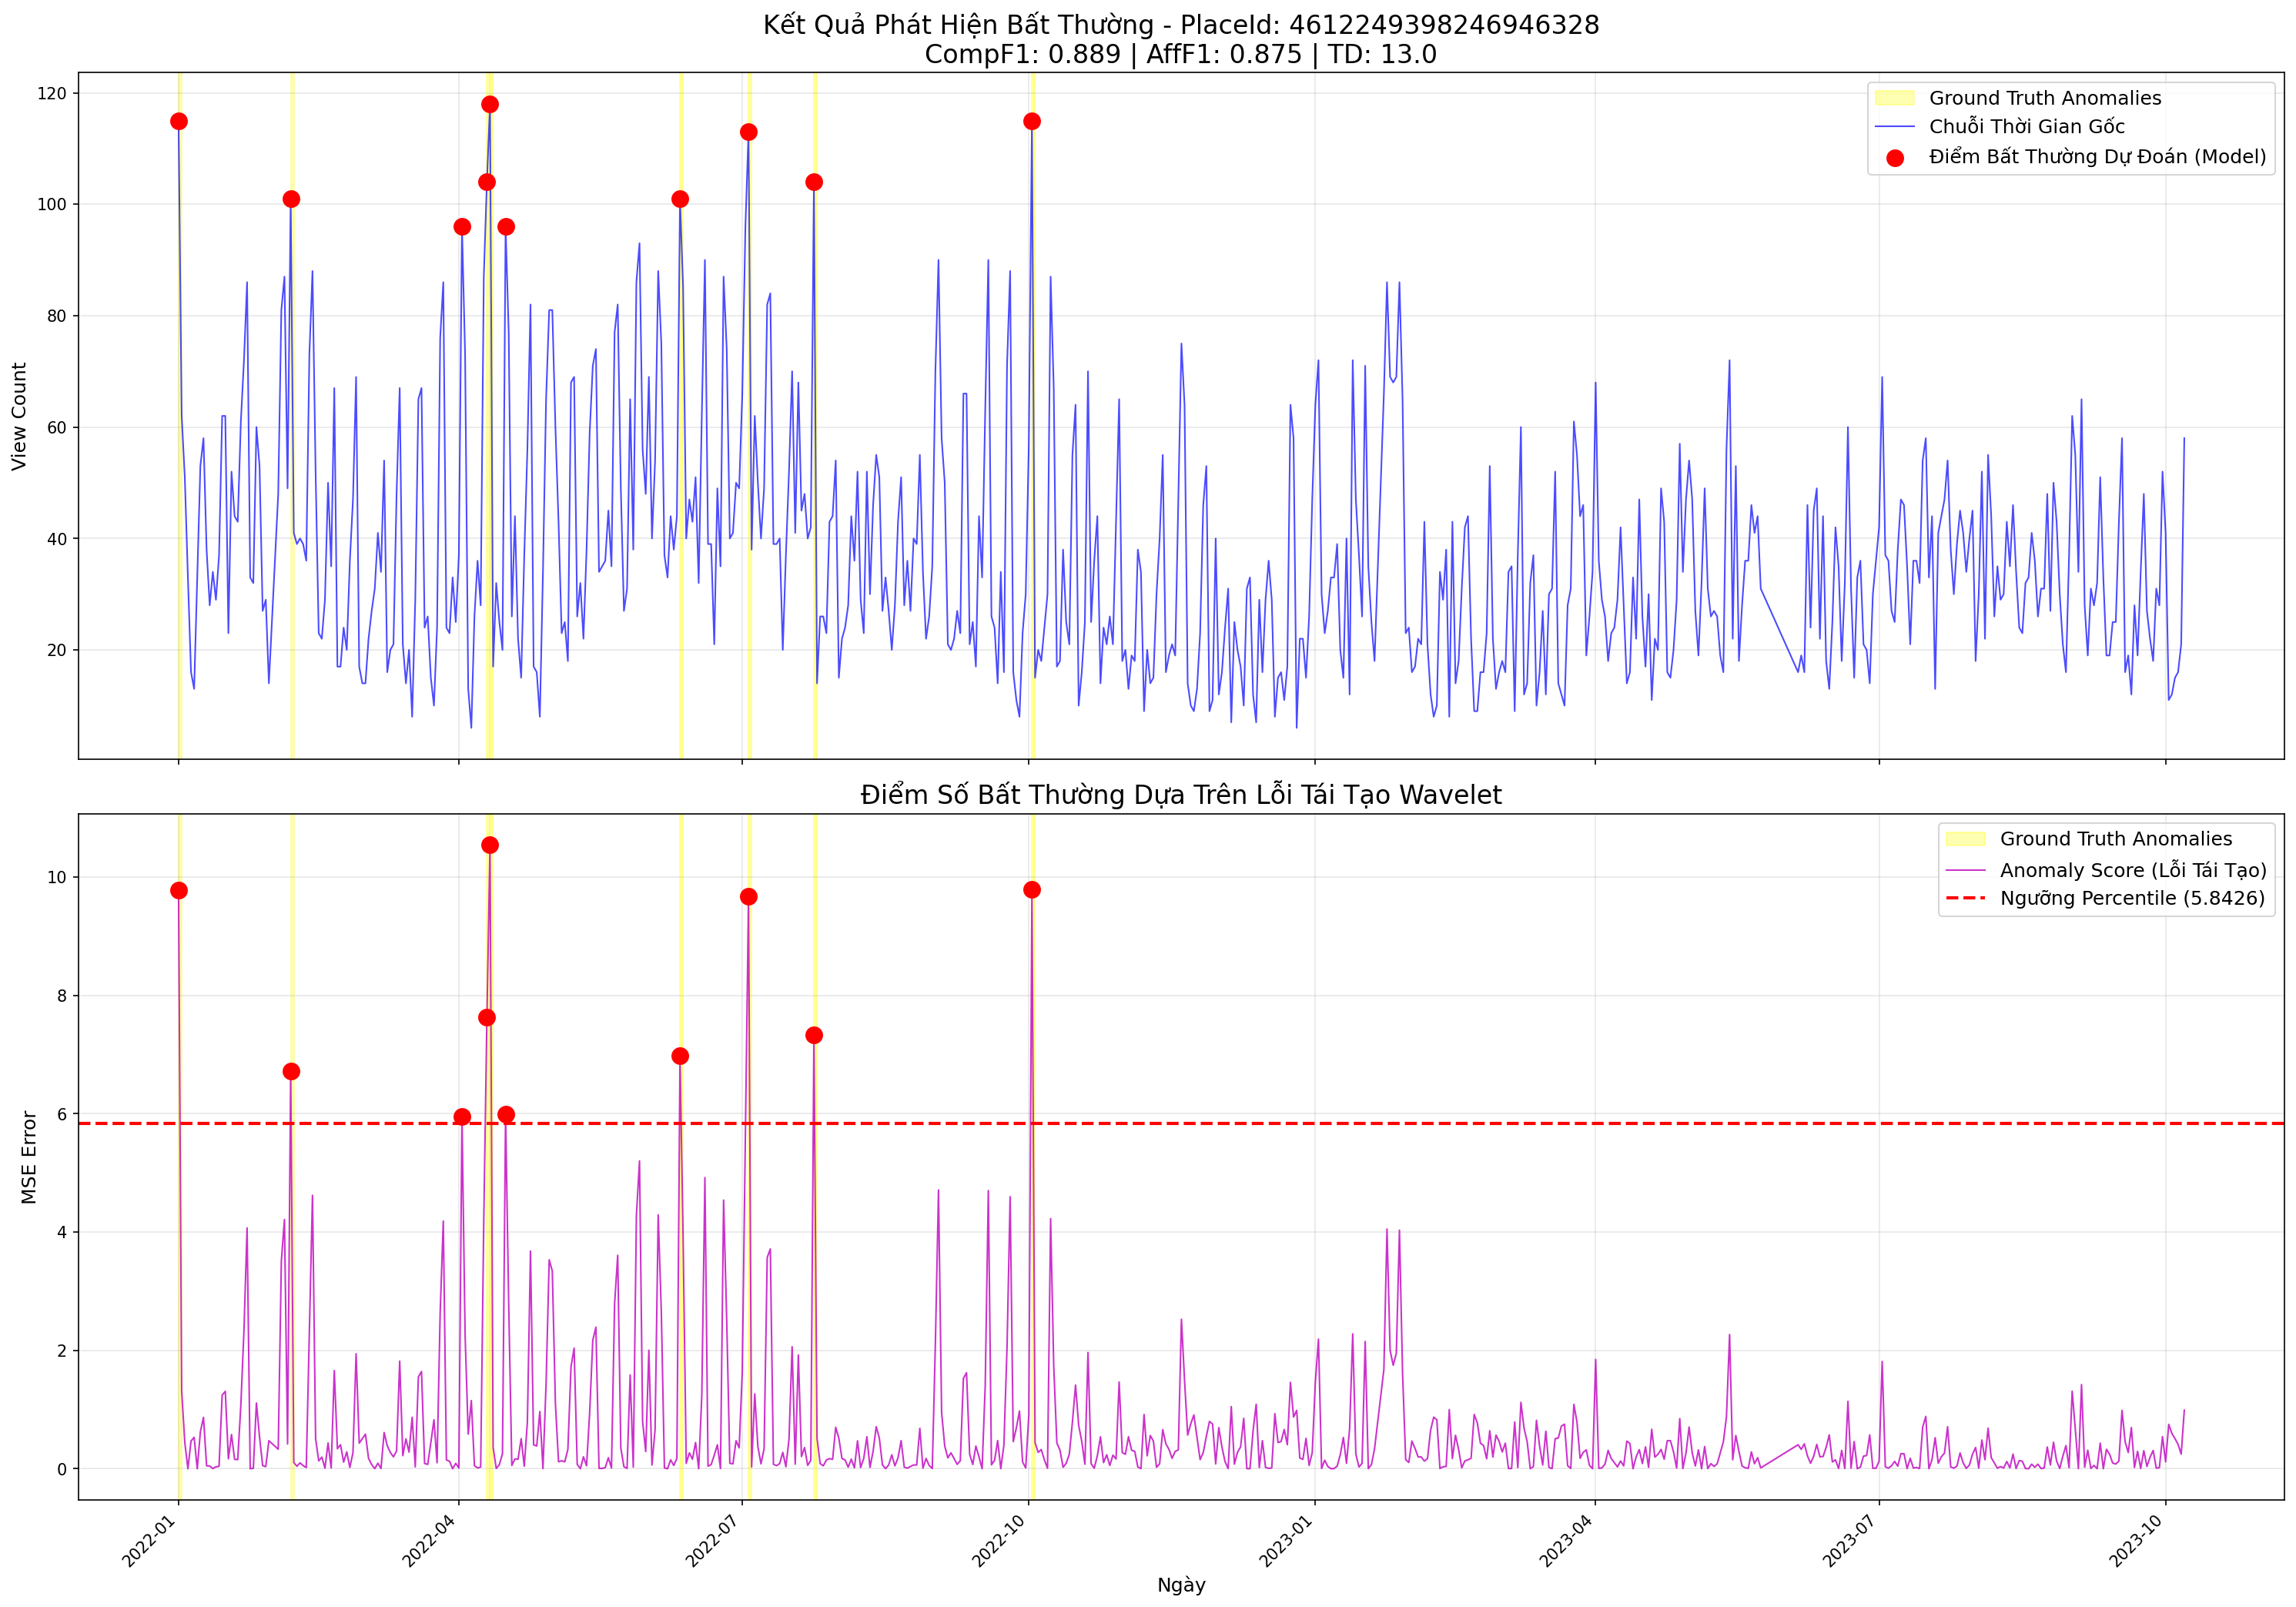 Kết Quả Phát Hiện Bất Thường - PlaceId: 4612249398246946328
CompF1: 0.889 | AffF1: 0.875 | TD: 13.0
Ground Truth Anomalies
Chuỗi Thời Gian Gốc
Điểm Bất Thường Dự Đoán (Model)
View Count
120
100
80
60
40
20
Điểm Số Bất Thường Dựa Trên Lỗi Tái Tạo Wavelet
Ground Truth Anomalies
Anomaly Score (Lỗi Tái Tạo)
Ngưỡng Percentile (5.8426)
MSE Error
10
8
6
4
2
0
2022-01
2022-04
2022-07
2022-10
2023-01
2023-04
2023-07
2023-10
Ngày